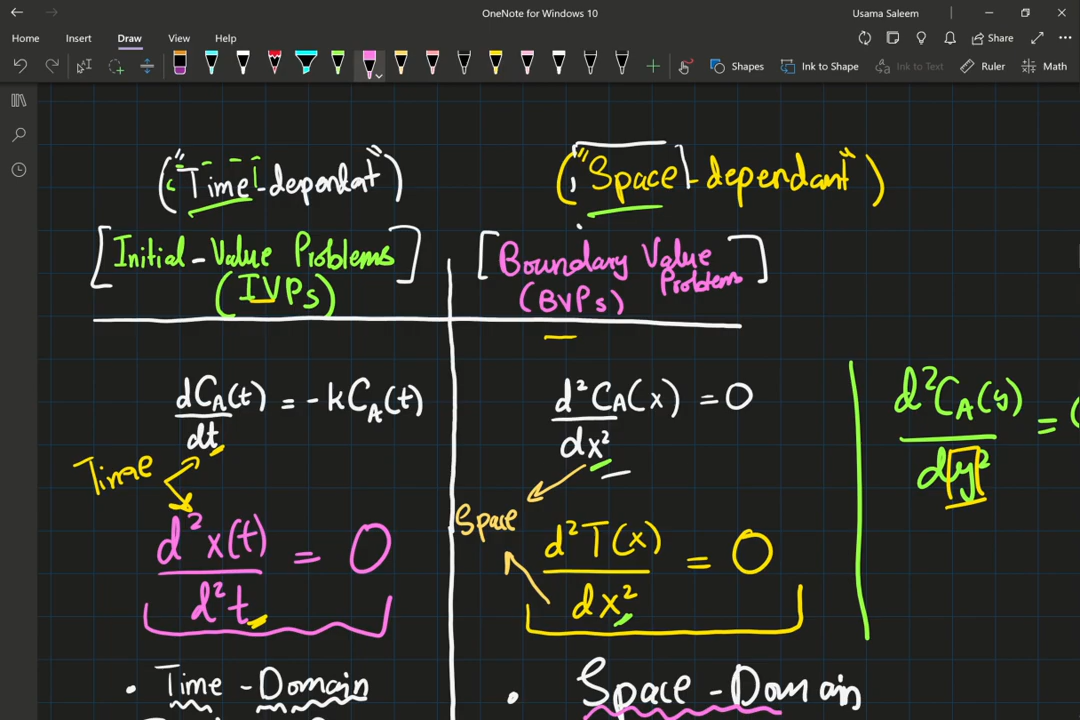 OneNote for Windows 10
Usama Saleem
Home Insert Draw View Help
Share
Shapes Ink to Shape Ink to Text Ruler Math
("Time-dependat")
("Space-dependant")
[Initial-Value Problems]
(IVPs)
[Boundary Value Problems]
(BVPs)
dCA(t)/dt = -kCA(t)
d²CA(x)/dx² = 0
d²CA(y)/dy² =
Time
Space
d²x(t)/d²t = 0
d²T(x)/dx² = 0
• Time-Domain
• Space-Domain